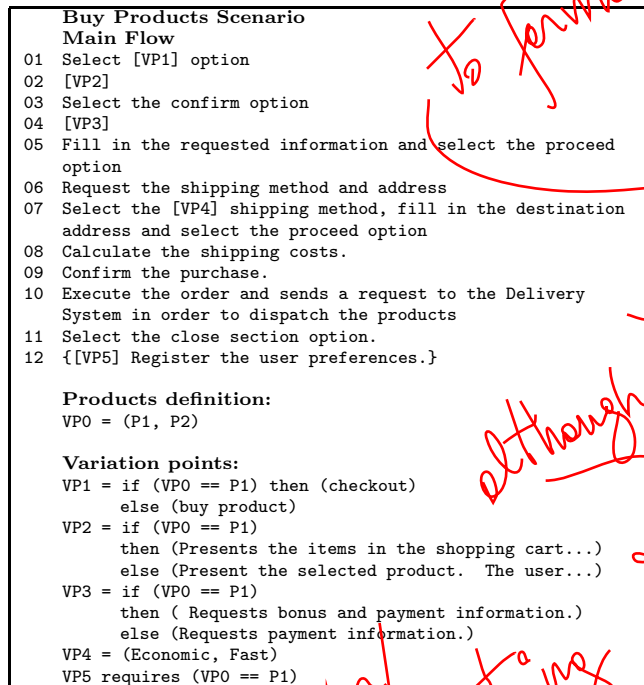 Buy Products Scenario
Main Flow
01 Select [VP1] option
02 [VP2]
03 Select the confirm option
04 [VP3]
05 Fill in the requested information and select the proceed
option
06 Request the shipping method and address
07 Select the [VP4] shipping method, fill in the destination
address and select the proceed option
08 Calculate the shipping costs.
09 Confirm the purchase.
10 Execute the order and sends a request to the Delivery
System in order to dispatch the products
11 Select the close section option.
12 {[VP5] Register the user preferences.}
Products definition:
VP0 = (P1, P2)
Variation points:
VP1 = if (VP0 == P1) then (checkout)
else (buy product)
VP2 = if (VP0 == P1)
then (Presents the items in the shopping cart...)
else (Present the selected product. The user...)
VP3 = if (VP0 == P1)
then ( Requests bonus and payment information.)
else (Requests payment information.)
VP4 = (Economic, Fast)
VP5 requires (VP0 == P1)
to
although